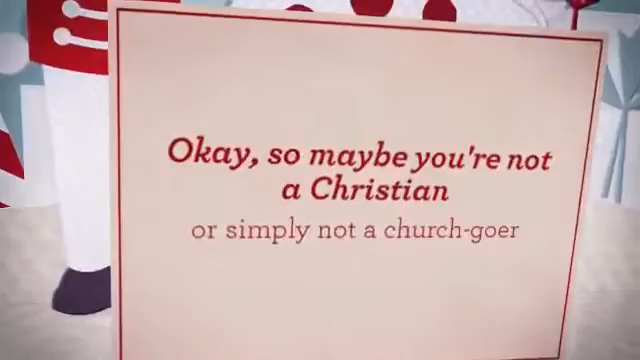 Okay, so maybe you're not
a Christian
or simply not a church-goer